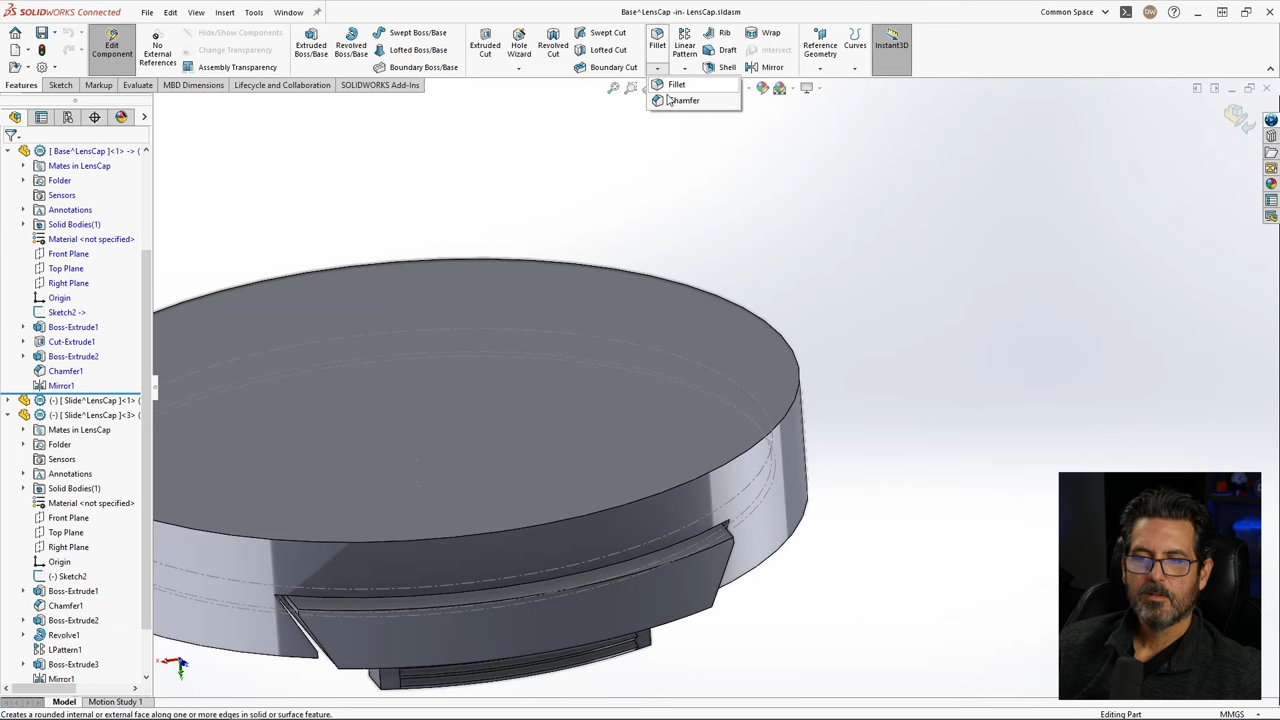 SOLIDWORKS CONNECTED
File
Edit
View
Insert
Tools
Window
Base^LensCap -in- LensCap.sldasm
Common Space
DW
Edit Component
No External References
Hide/Show Components
Change Transparency
Assembly Transparency
Extruded Boss/Base
Revolved Boss/Base
Swept Boss/Base
Lofted Boss/Base
Boundary Boss/Base
Extruded Cut
Hole Wizard
Revolved Cut
Swept Cut
Lofted Cut
Boundary Cut
Fillet
Linear Pattern
Rib
Draft
Shell
Wrap
Intersect
Mirror
Reference Geometry
Curves
Instant3D
Features
Sketch
Markup
Evaluate
MBD Dimensions
Lifecycle and Collaboration
SOLIDWORKS Add-Ins
Fillet
Chamfer
[ Base^LensCap ]<1> -> (
Mates in LensCap
Folder
Sensors
Annotations
Solid Bodies(1)
Material <not specified>
Front Plane
Top Plane
Right Plane
Origin
Sketch2 ->
Boss-Extrude1
Cut-Extrude1
Boss-Extrude2
Chamfer1
Mirror1
(-) [ Slide^LensCap ]<1> (
(-) [ Slide^LensCap ]<3> (
Mates in LensCap
Folder
Sensors
Annotations
Solid Bodies(1)
Material <not specified>
Front Plane
Top Plane
Right Plane
Origin
(-) Sketch2
Boss-Extrude1
Chamfer1
Boss-Extrude2
Revolve1
LPattern1
Boss-Extrude3
Mirror1
Model
Motion Study 1
Creates a rounded internal or external face along one or more edges in solid or surface feature.
Editing Part
MMGS